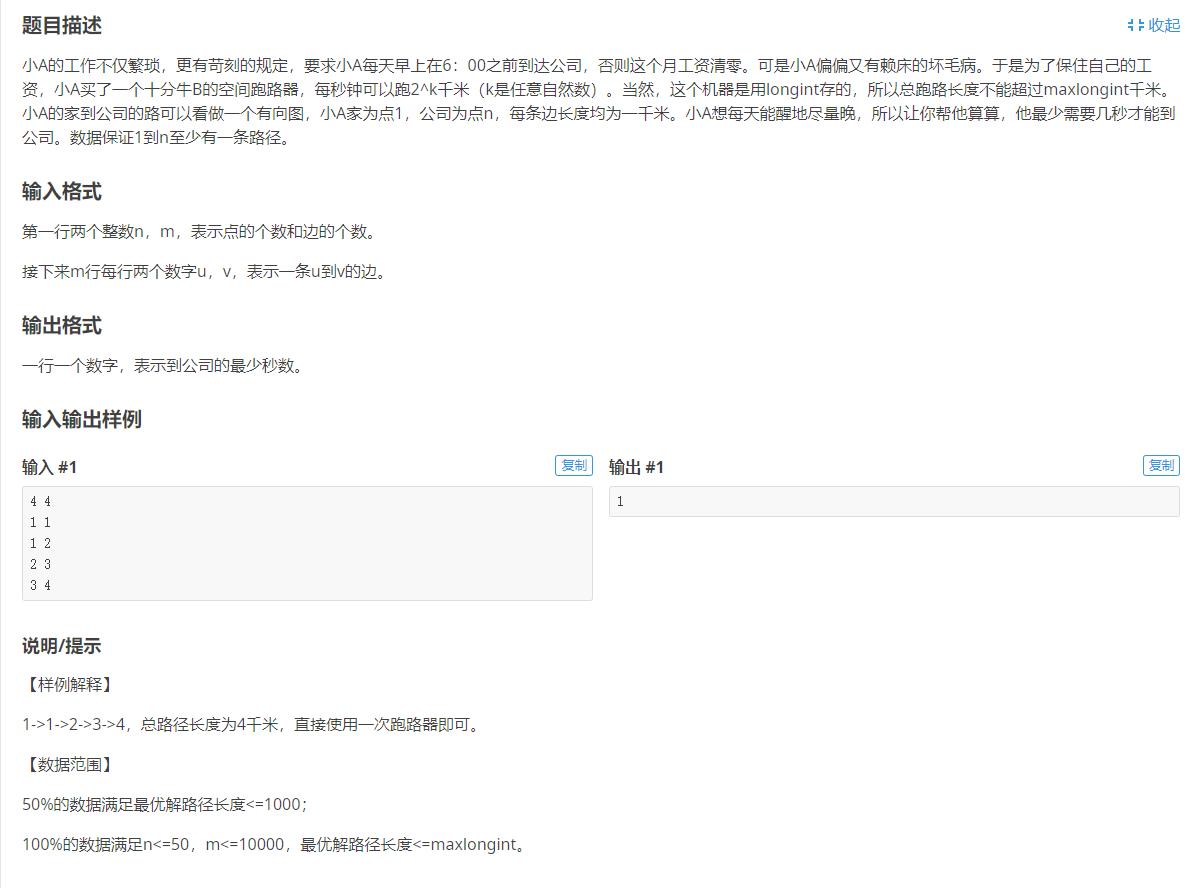 题目描述
收起
小A的工作不仅繁琐，更有苛刻的规定，要求小A每天早上在6：00之前到达公司，否则这个月工资清零。可是小A偏偏又有赖床的坏毛病。于是为了保住自己的工
资，小A买了一个十分牛B的空间跑路器，每秒钟可以跑2^k千米（k是任意自然数）。当然，这个机器是用longint存的，所以总跑路长度不能超过maxlongint千米。
小A的家到公司的路可以看做一个有向图，小A家为点1，公司为点n，每条边长度均为一千米。小A想每天能醒地尽量晚，所以让你帮他算算，他最少需要几秒才能到
公司。数据保证1到n至少有一条路径。
输入格式
第一行两个整数n，m，表示点的个数和边的个数。
接下来m行每行两个数字u，v，表示一条u到v的边。
输出格式
一行一个数字，表示到公司的最少秒数。
输入输出样例
输入 #1
复制
4 4
1 1
1 2
2 3
3 4
输出 #1
复制
1
说明/提示
【样例解释】
1->1->2->3->4，总路径长度为4千米，直接使用一次跑路器即可。
【数据范围】
50%的数据满足最优解路径长度<=1000；
100%的数据满足n<=50，m<=10000，最优解路径长度<=maxlongint。